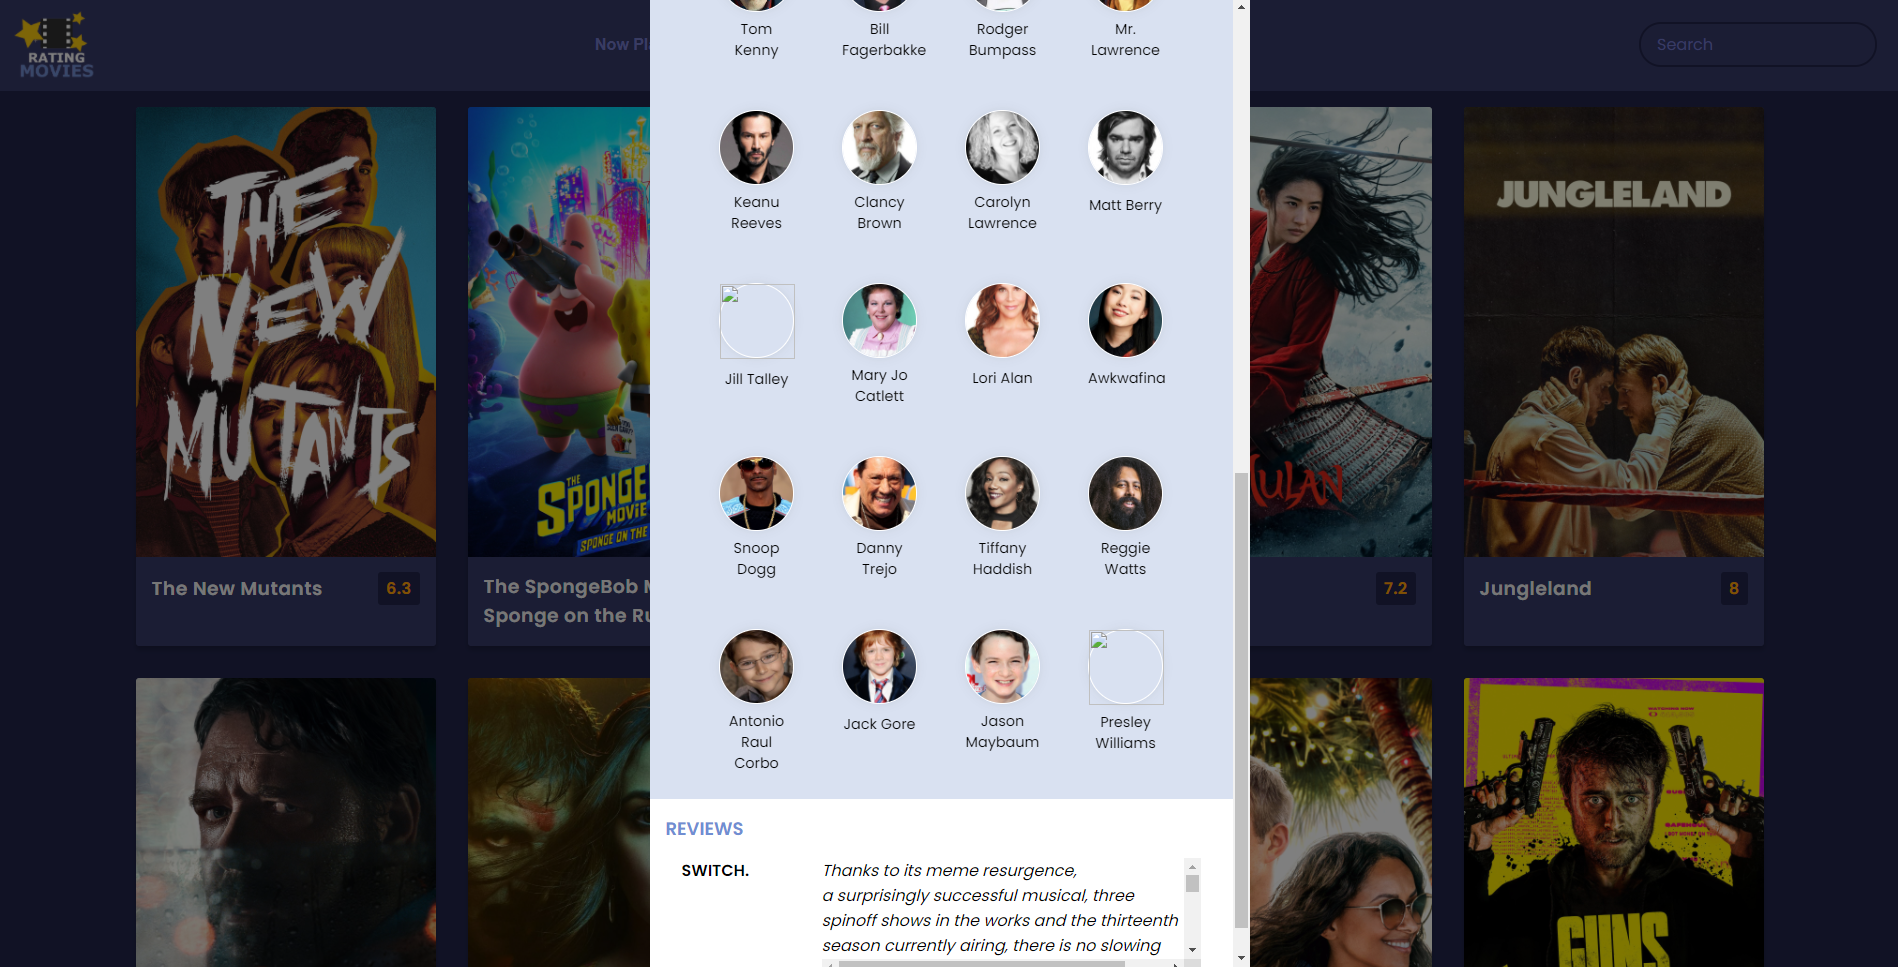 RATING
MOVIES
Now Pl
Search
Tom
Kenny
Bill
Fagerbakke
Rodger
Bumpass
Mr.
Lawrence
Keanu
Reeves
Clancy
Brown
Carolyn
Lawrence
Matt Berry
Jill Talley
Mary Jo
Catlett
Lori Alan
Awkwafina
Snoop
Dogg
Danny
Trejo
Tiffany
Haddish
Reggie
Watts
Antonio
Raul
Corbo
Jack Gore
Jason
Maybaum
Presley
Williams
REVIEWS
SWITCH.
Thanks to its meme resurgence,
a surprisingly successful musical, three
spinoff shows in the works and the thirteenth
season currently airing, there is no slowing
THE
NEW
MUTANTS
The New Mutants
6.3
THE
SPONGE
MOVIE
SPONGE ON THE
The SpongeBob M
Sponge on the Ru
MULAN
7.2
JUNGLELAND
Jungleland
8
GUNS